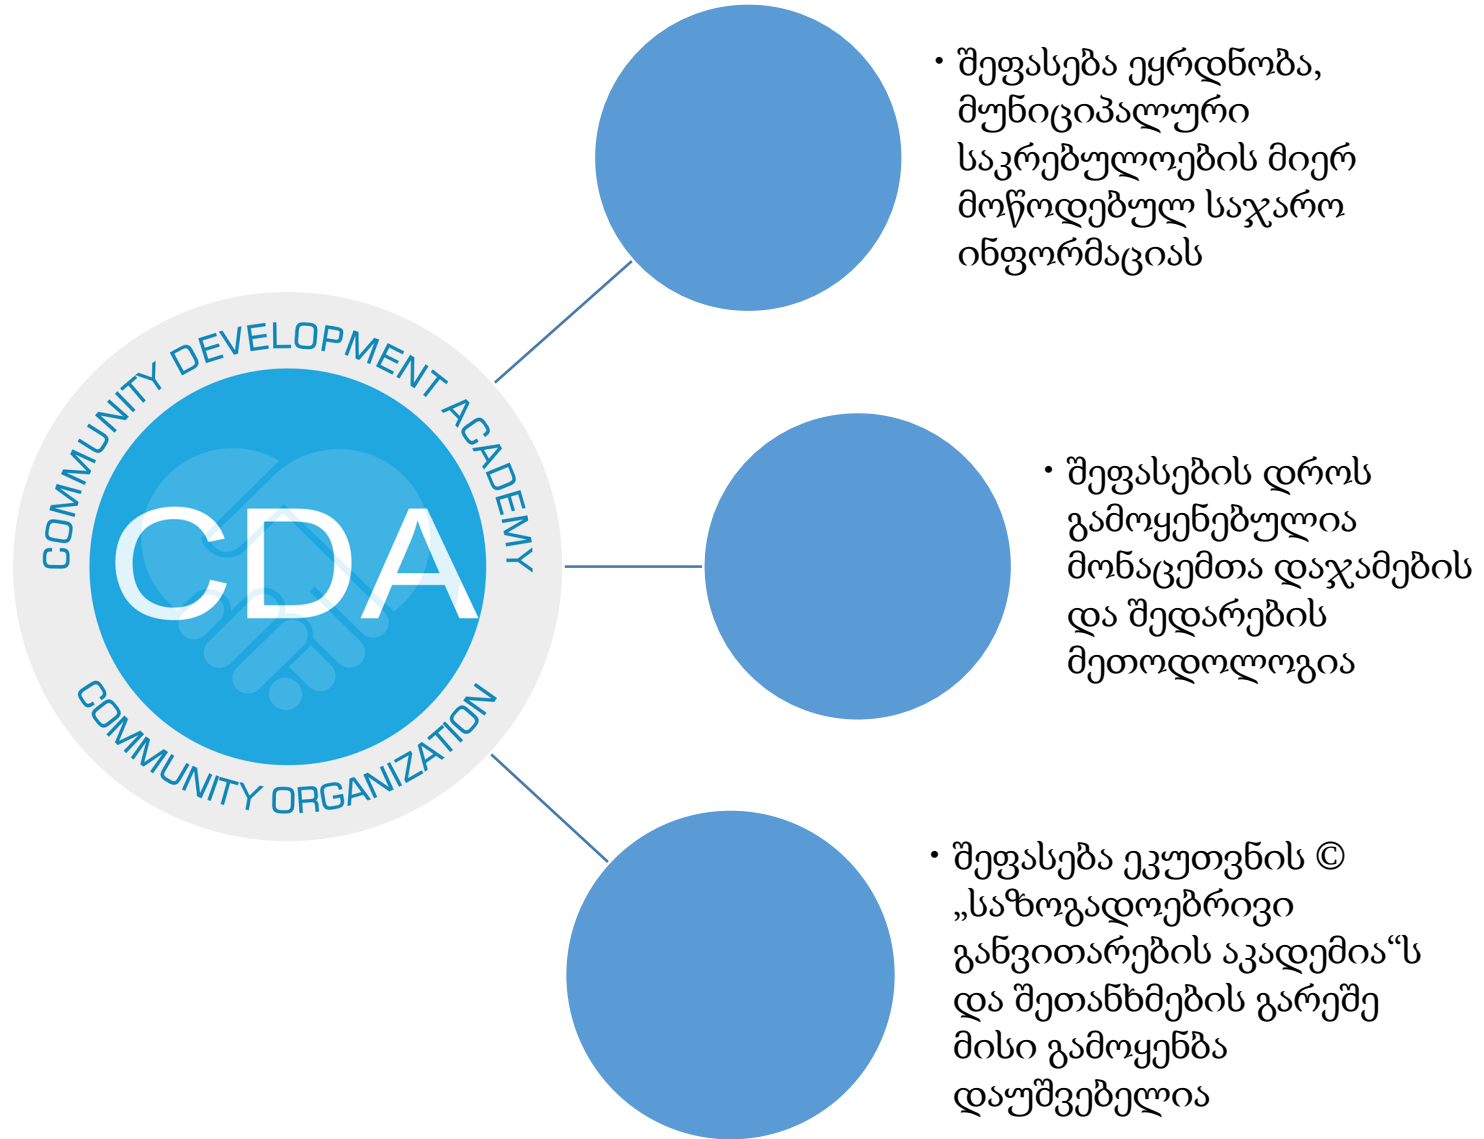 COMMUNITY DEVELOPMENT ACADEMY
CDA
COMMUNITY ORGANIZATION
• შეფასება ეყრდნობა,
მუნიციპალური
საკრებულოების მიერ
მოწოდებულ საჯარო
ინფორმაციას
• შეფასების დროს
გამოყენებულია
მონაცემთა დაჯამების
და შედარების
მეთოდოლოგია
• შეფასება ეკუთვნის ©
„საზოგადოებრივი
განვითარების აკადემია“ს
და შეთანხმების გარეშე
მისი გამოყენბა
დაუშვებელია